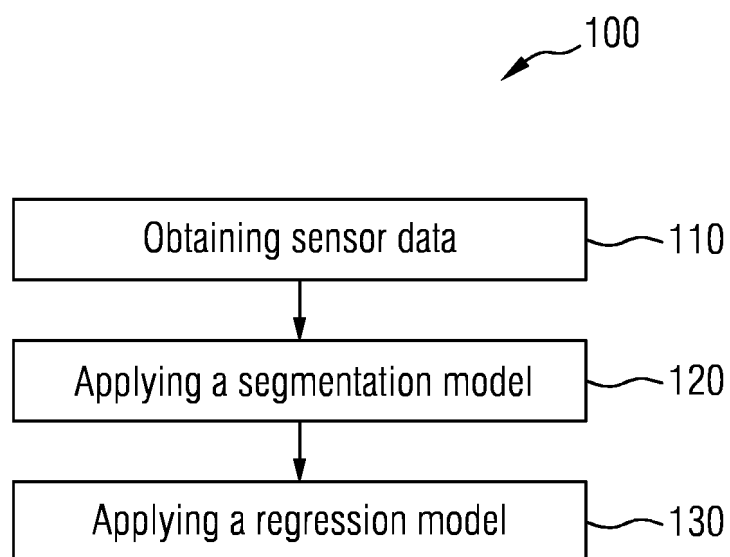 100
Obtaining sensor data
110
Applying a segmentation model
120
Applying a regression model
130